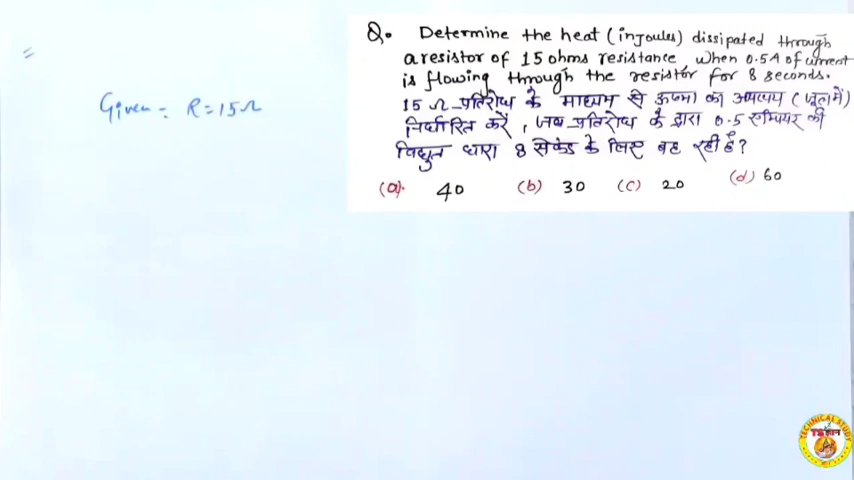 Q. Determine the heat (in joules) dissipated through
a resistor of 15 ohms resistance when 0.5A of current
is flowing through the resistor for 8 seconds.
15 Ω प्रतिरोध के माध्यम से ऊष्मा का अपव्यय (जूल में)
निर्धारित करें, जब प्रतिरोध के द्वारा 0.5 एम्पियर की
विद्युत धारा 8 सेकेंड के लिए बह रही है?
(a). 40 (b) 30 (c) 20 (d) 60
Given = R = 15Ω
TECHNICAL STUDY